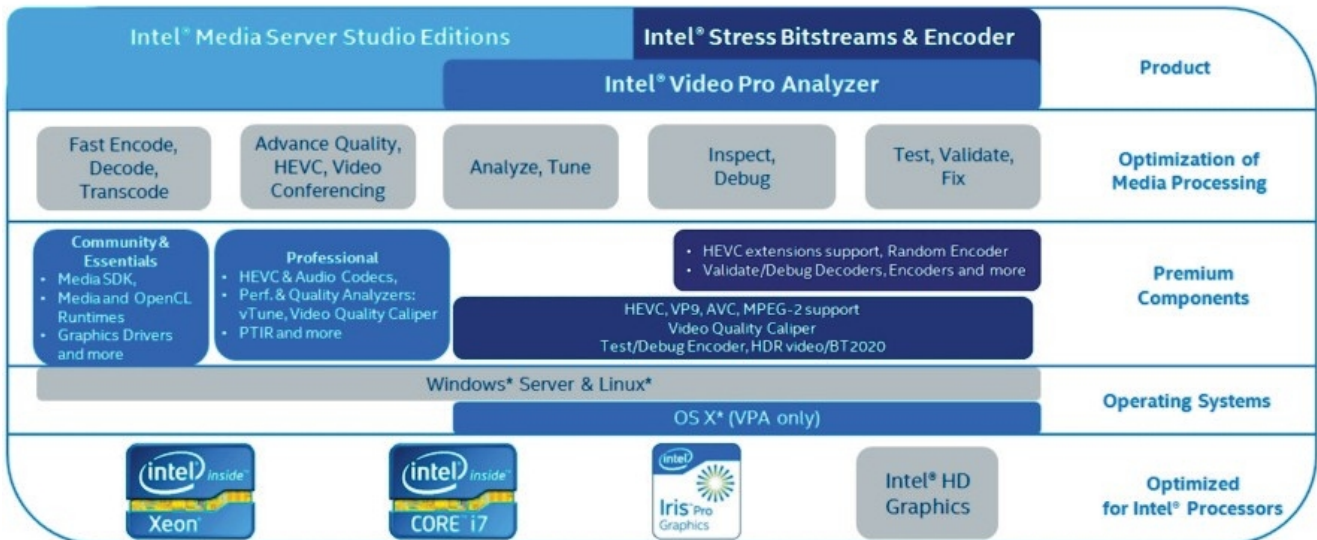 Intel® Media Server Studio Editions
Intel® Stress Bitstreams & Encoder
Intel® Video Pro Analyzer
Product
Fast Encode,
Decode,
Transcode
Advance Quality,
HEVC, Video
Conferencing
Analyze, Tune
Inspect,
Debug
Test, Validate,
Fix
Optimization of
Media Processing
Community &
Essentials
• Media SDK,
• Media and OpenCL
Runtimes
• Graphics Drivers
and more
Professional
• HEVC & Audio Codecs,
• Perf. & Quality Analyzers:
vTune, Video Quality Caliper
• PTIR and more
• HEVC extensions support, Random Encoder
• Validate/Debug Decoders, Encoders and more
HEVC, VP9, AVC, MPEG-2 support
Video Quality Caliper
Test/Debug Encoder, HDR video/BT2020
Premium
Components
Windows* Server & Linux*
OS X* (VPA only)
Operating Systems
intel inside™
Xeon®
intel inside™
CORE™ i7
intel
Iris™ Pro
Graphics
Intel® HD
Graphics
Optimized
for Intel® Processors